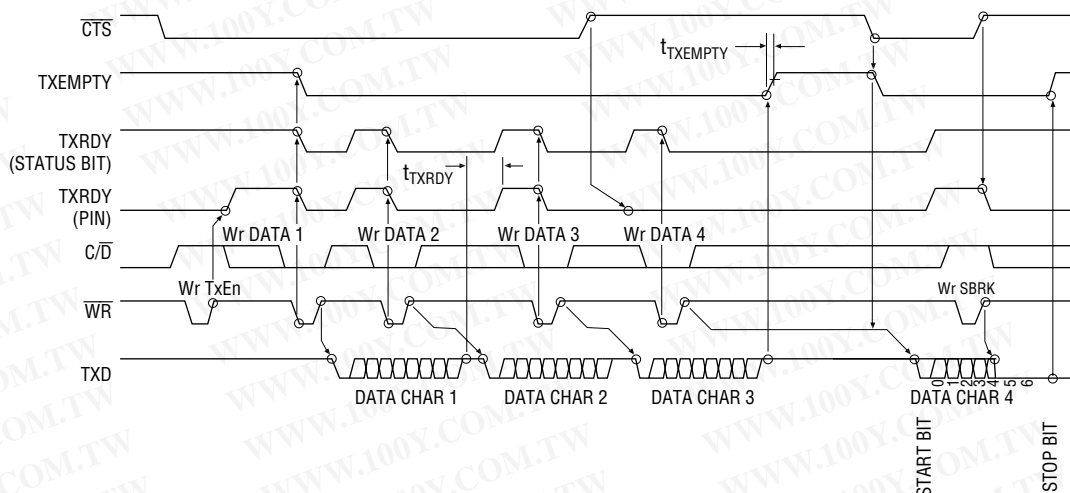 CTS
tTXEMPTY
TXEMPTY
TXRDY
(STATUS BIT)
tTXRDY
TXRDY
(PIN)
Wr DATA 1
Wr DATA 2
Wr DATA 3
Wr DATA 4
C/D
Wr TxEn
Wr SBRK
WR
TXD
0 1 2 3 4 5 6
DATA CHAR 1
DATA CHAR 2
DATA CHAR 3
DATA CHAR 4
START BIT
STOP BIT
WWW.100Y.COM.TW